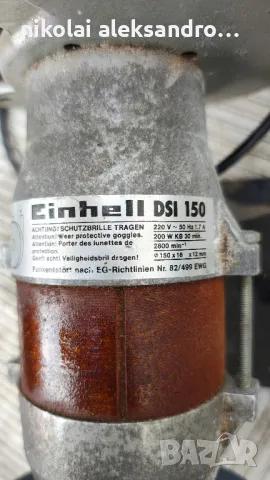 nikolai aleksandro...
Einhell DSI 150
ACHTUNG! SCHUTZBRILLE TRAGEN
Attention: Wear protective goggles.
Attention: Porter des lunettes de
protection.
Geeft acht! Veiligheidsbril dragen!
220 V ~ 50 Hz 1,7 A
200 W KB 30 min.
2800 min⁻¹
ø 150 x 16 x 12 mm
Funkentstört nach EG-Richtlinien Nr. 82/499 EWG
BAZAR
bg